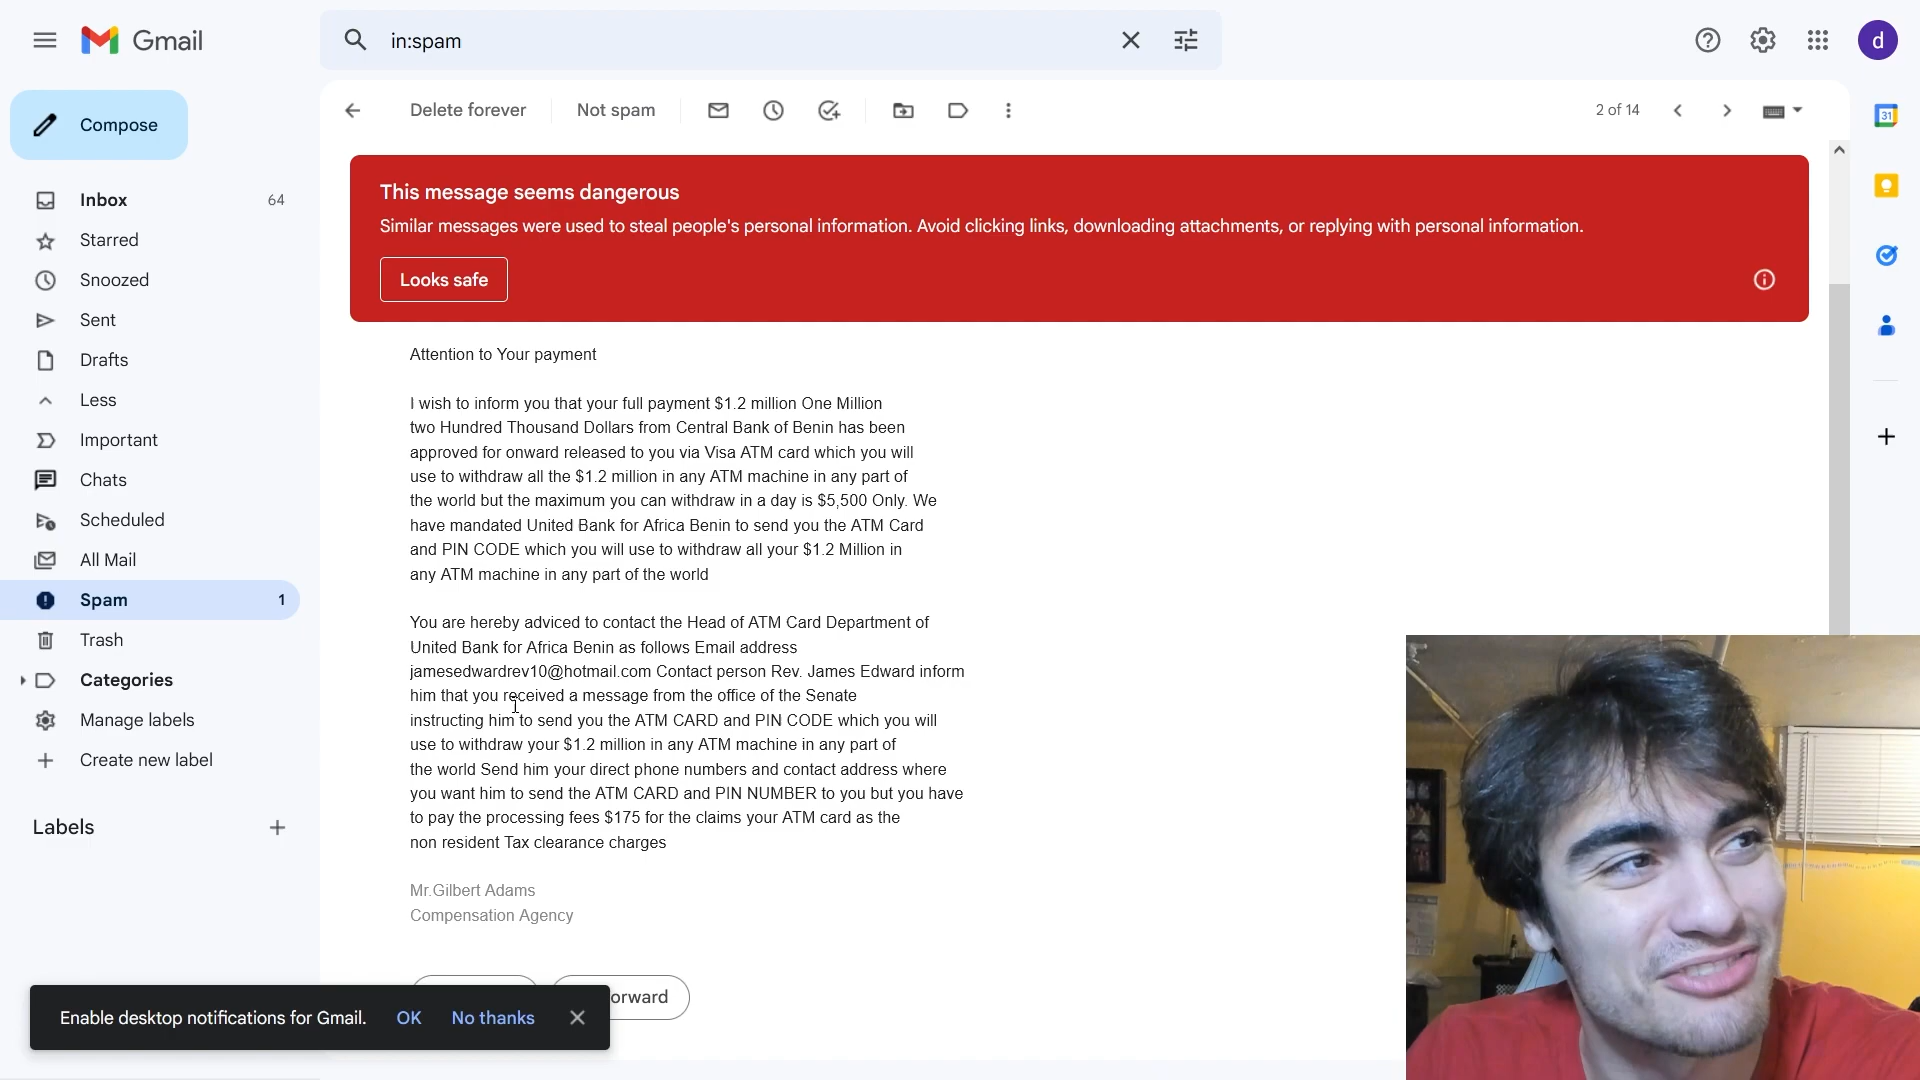 Gmail
in:spam
d
Compose
Delete forever
Not spam
2 of 14
31
Inbox 64
Starred
Snoozed
Sent
Drafts
Less
Important
Chats
Scheduled
All Mail
Spam 1
Trash
Categories
Manage labels
Create new label
Labels
This message seems dangerous
Similar messages were used to steal people's personal information. Avoid clicking links, downloading attachments, or replying with personal information.
Looks safe
Attention to Your payment
I wish to inform you that your full payment $1.2 million One Million
two Hundred Thousand Dollars from Central Bank of Benin has been
approved for onward released to you via Visa ATM card which you will
use to withdraw all the $1.2 million in any ATM machine in any part of
the world but the maximum you can withdraw in a day is $5,500 Only. We
have mandated United Bank for Africa Benin to send you the ATM Card
and PIN CODE which you will use to withdraw all your $1.2 Million in
any ATM machine in any part of the world
You are hereby adviced to contact the Head of ATM Card Department of
United Bank for Africa Benin as follows Email address
jamesedwardrev10@hotmail.com Contact person Rev. James Edward inform
him that you received a message from the office of the Senate
instructing him to send you the ATM CARD and PIN CODE which you will
use to withdraw your $1.2 million in any ATM machine in any part of
the world Send him your direct phone numbers and contact address where
you want him to send the ATM CARD and PIN NUMBER to you but you have
to pay the processing fees $175 for the claims your ATM card as the
non resident Tax clearance charges
Mr.Gilbert Adams
Compensation Agency
orward
Enable desktop notifications for Gmail. OK No thanks